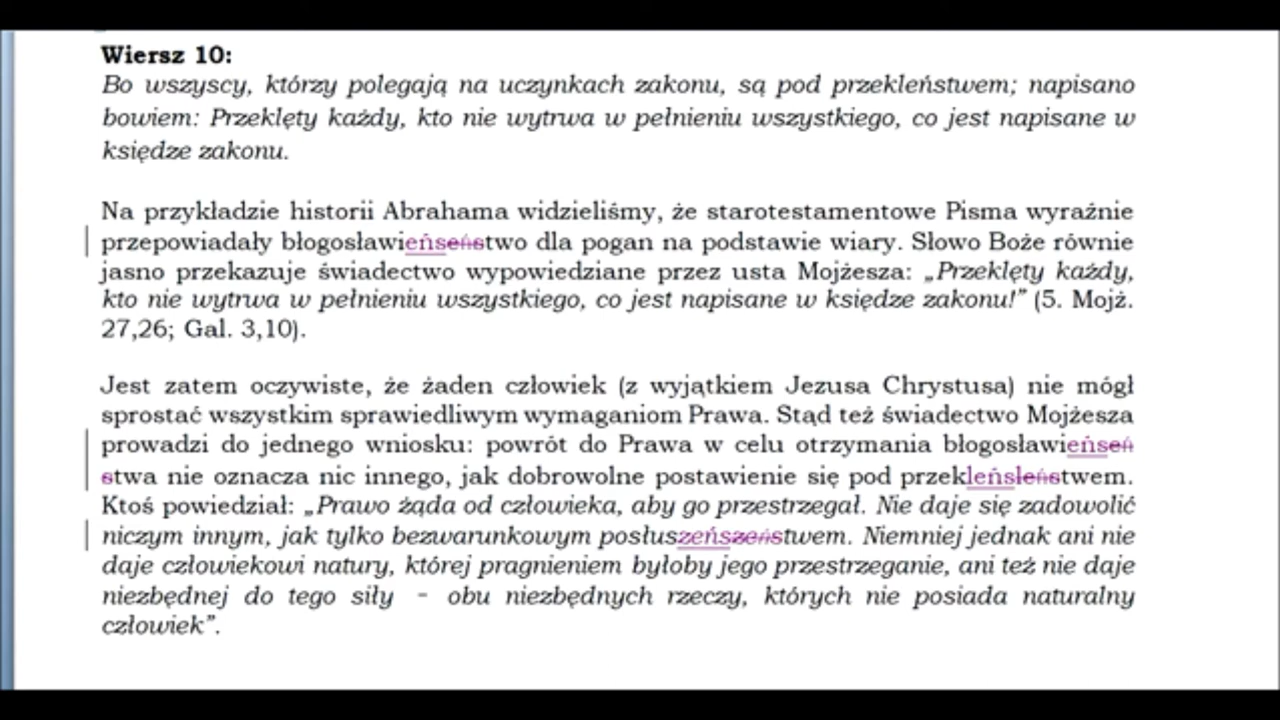 Wiersz 10:
Bo wszyscy, którzy polegają na uczynkach zakonu, są pod przekleństwem; napisano
bowiem: Przeklęty każdy, kto nie wytrwa w pełnieniu wszystkiego, co jest napisane w
księdze zakonu.
Na przykładzie historii Abrahama widzieliśmy, że starotestamentowe Pisma wyraźnie
przepowiadały błogosławieńseństwo dla pogan na podstawie wiary. Słowo Boże równie
jasno przekazuje świadectwo wypowiedziane przez usta Mojżesza: „Przeklęty każdy,
kto nie wytrwa w pełnieniu wszystkiego, co jest napisane w księdze zakonu!” (5. Mojż.
27,26; Gal. 3,10).
Jest zatem oczywiste, że żaden człowiek (z wyjątkiem Jezusa Chrystusa) nie mógł
sprostać wszystkim sprawiedliwym wymaganiom Prawa. Stąd też świadectwo Mojżesza
prowadzi do jednego wniosku: powrót do Prawa w celu otrzymania błogosławieńseń
stwa nie oznacza nic innego, jak dobrowolne postawienie się pod przekleńsleństwem.
Ktoś powiedział: „Prawo żąda od człowieka, aby go przestrzegał. Nie daje się zadowolić
niczym innym, jak tylko bezwarunkowym posłuszeńszeństwem. Niemniej jednak ani nie
daje człowiekowi natury, której pragnieniem byłoby jego przestrzeganie, ani też nie daje
niezbędnej do tego siły - obu niezbędnych rzeczy, których nie posiada naturalny
człowiek”.